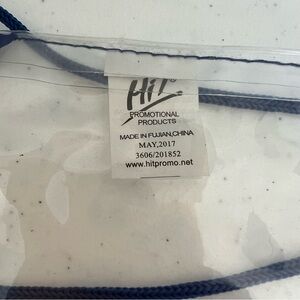 Hit®
PROMOTIONAL
PRODUCTS
MADE IN FUJIAN,CHINA
MAY,2017
3606/201852
www.hitpromo.net